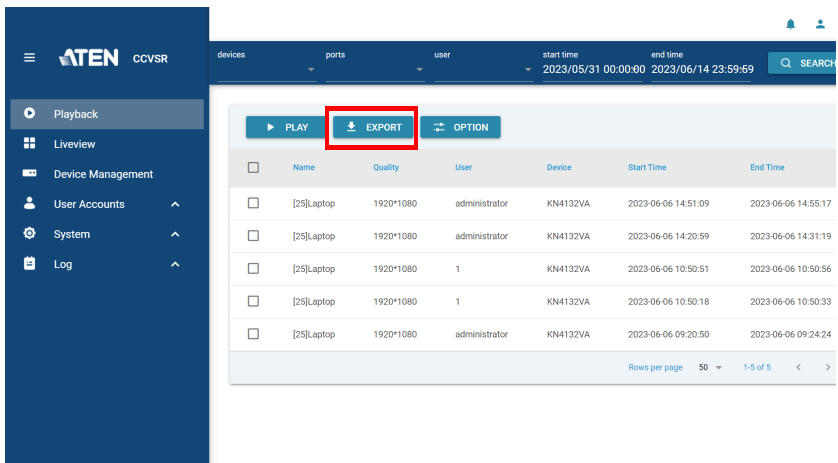 ATEN CCVSR
devices ports user start time end time
2023/05/31 00:00:00 2023/06/14 23:59:59 SEARCH
Playback
Liveview
Device Management
User Accounts
System
Log
PLAY EXPORT OPTION
Name Quality User Device Start Time End Time
[25]Laptop 1920*1080 administrator KN4132VA 2023-06-06 14:51:09 2023-06-06 14:55:17
[25]Laptop 1920*1080 administrator KN4132VA 2023-06-06 14:20:59 2023-06-06 14:31:19
[25]Laptop 1920*1080 1 KN4132VA 2023-06-06 10:50:51 2023-06-06 10:50:56
[25]Laptop 1920*1080 1 KN4132VA 2023-06-06 10:50:18 2023-06-06 10:50:33
[25]Laptop 1920*1080 administrator KN4132VA 2023-06-06 09:20:50 2023-06-06 09:24:24
Rows per page 50 1-5 of 5